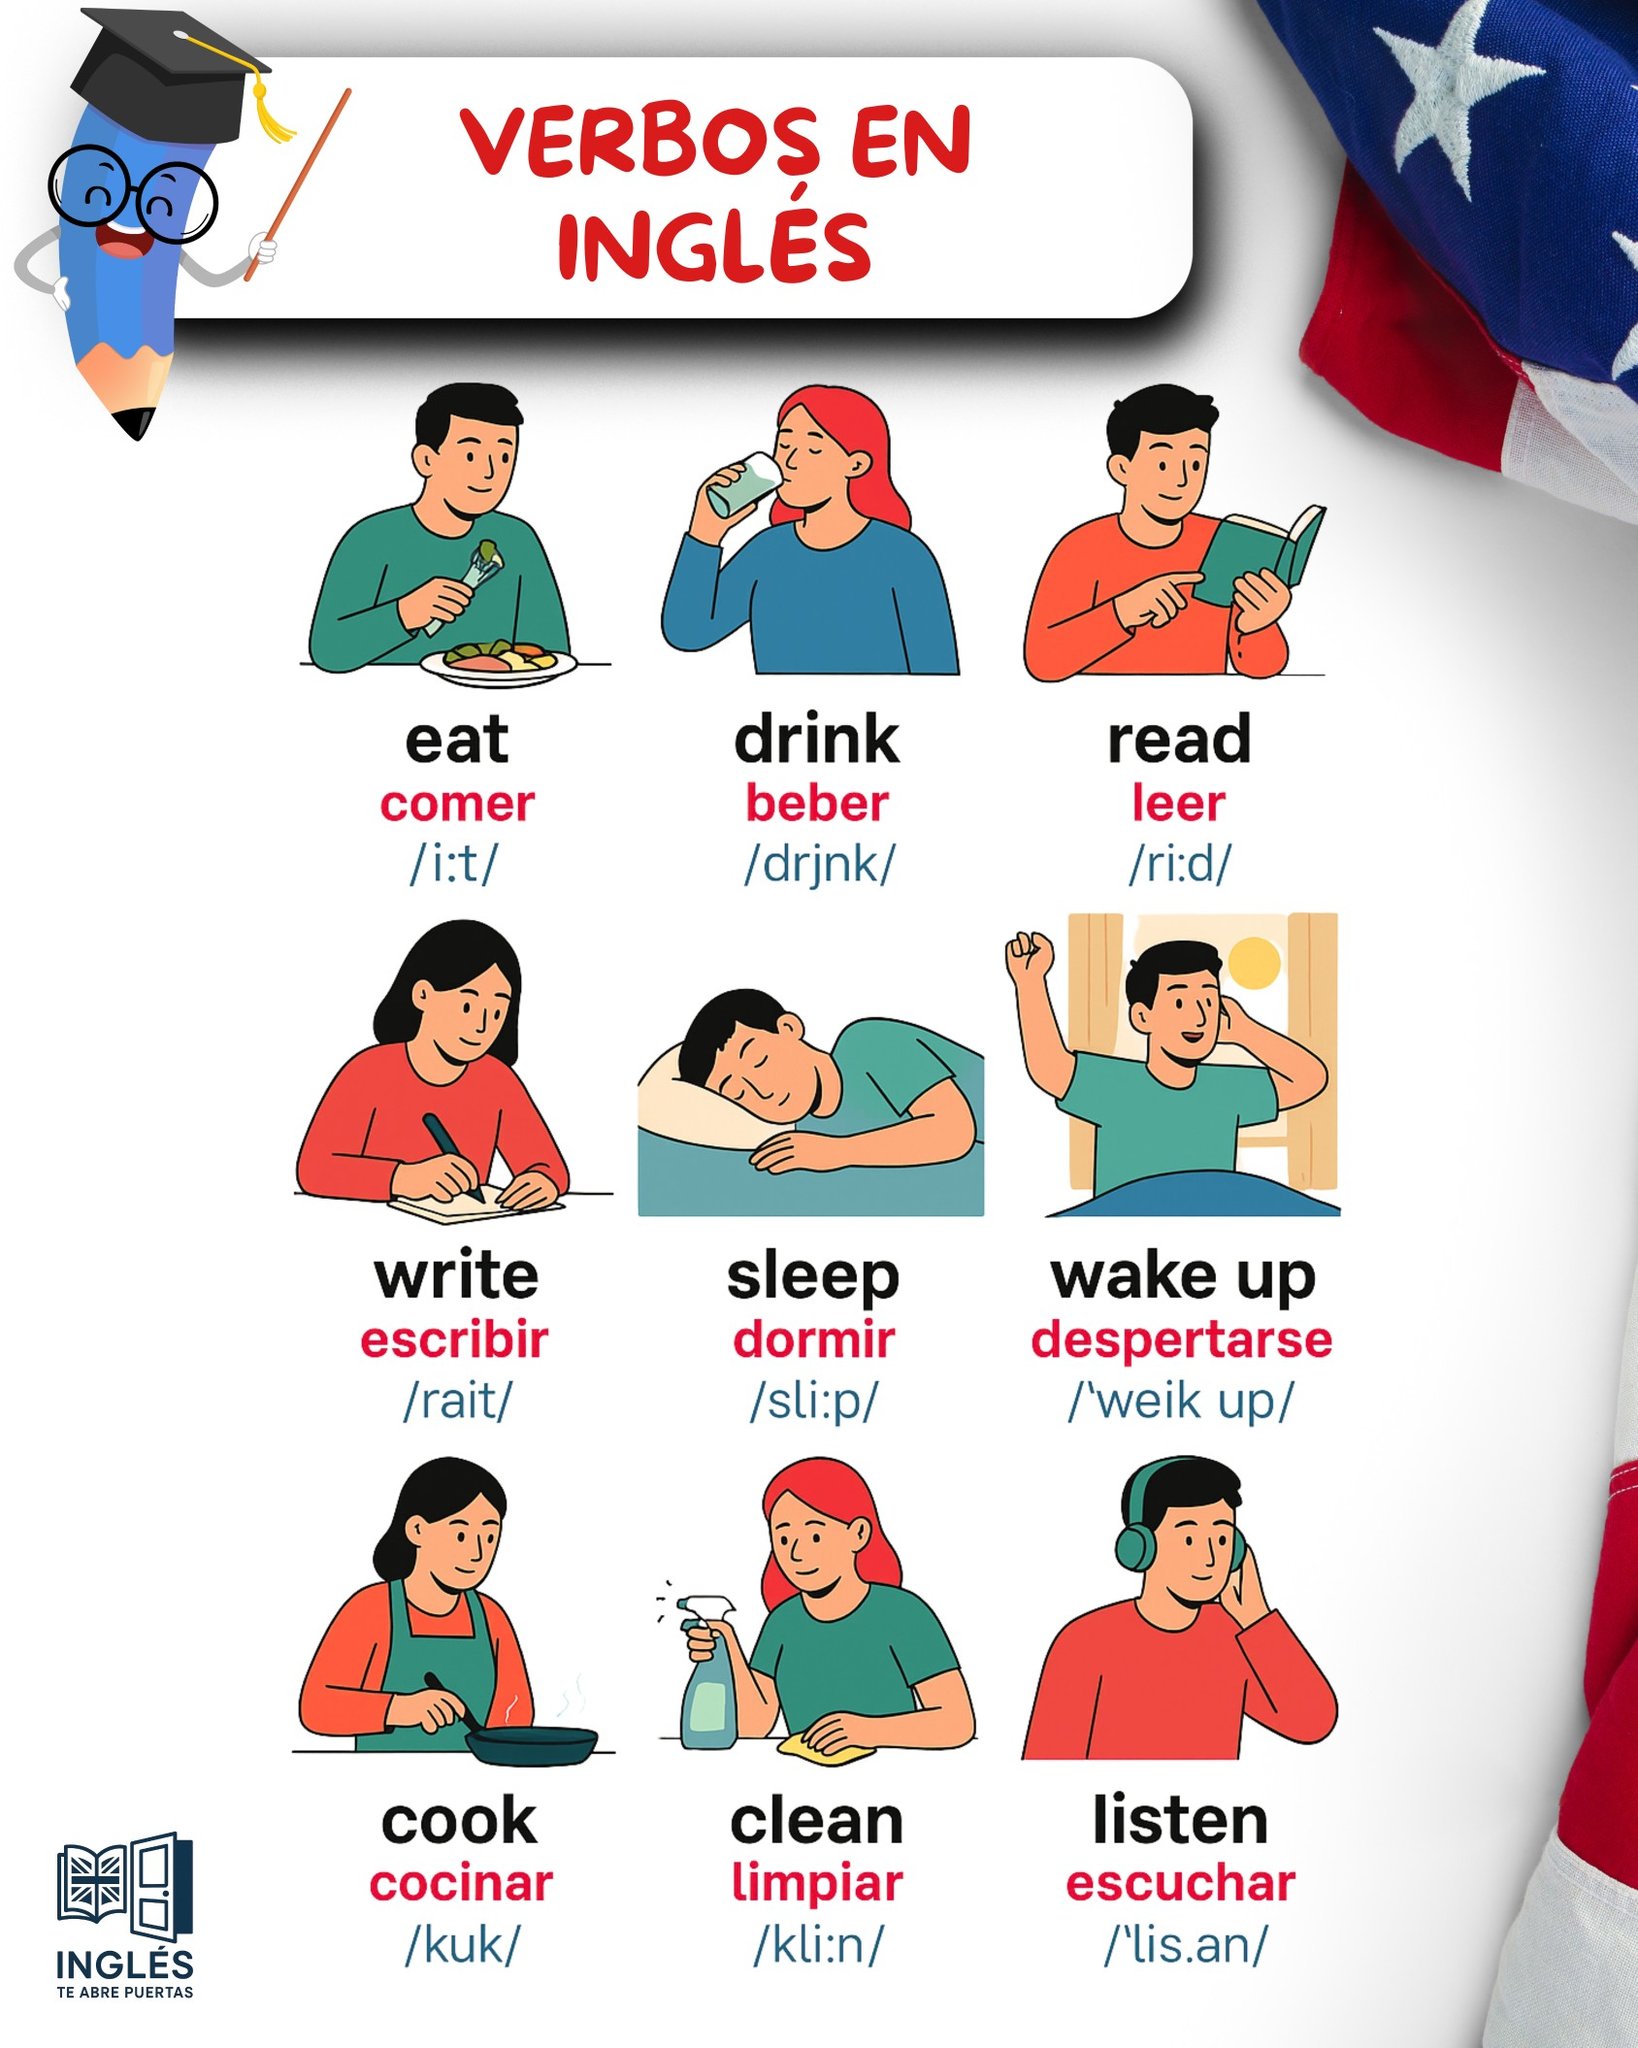 VERBOS EN
INGLÉS
eat
comer
/i:t/
drink
beber
/drjnk/
read
leer
/ri:d/
write
escribir
/rait/
sleep
dormir
/sli:p/
wake up
despertarse
/'weik up/
cook
cocinar
/kuk/
clean
limpiar
/kli:n/
listen
escuchar
/'lis.an/
INGLÉS
TE ABRE PUERTAS